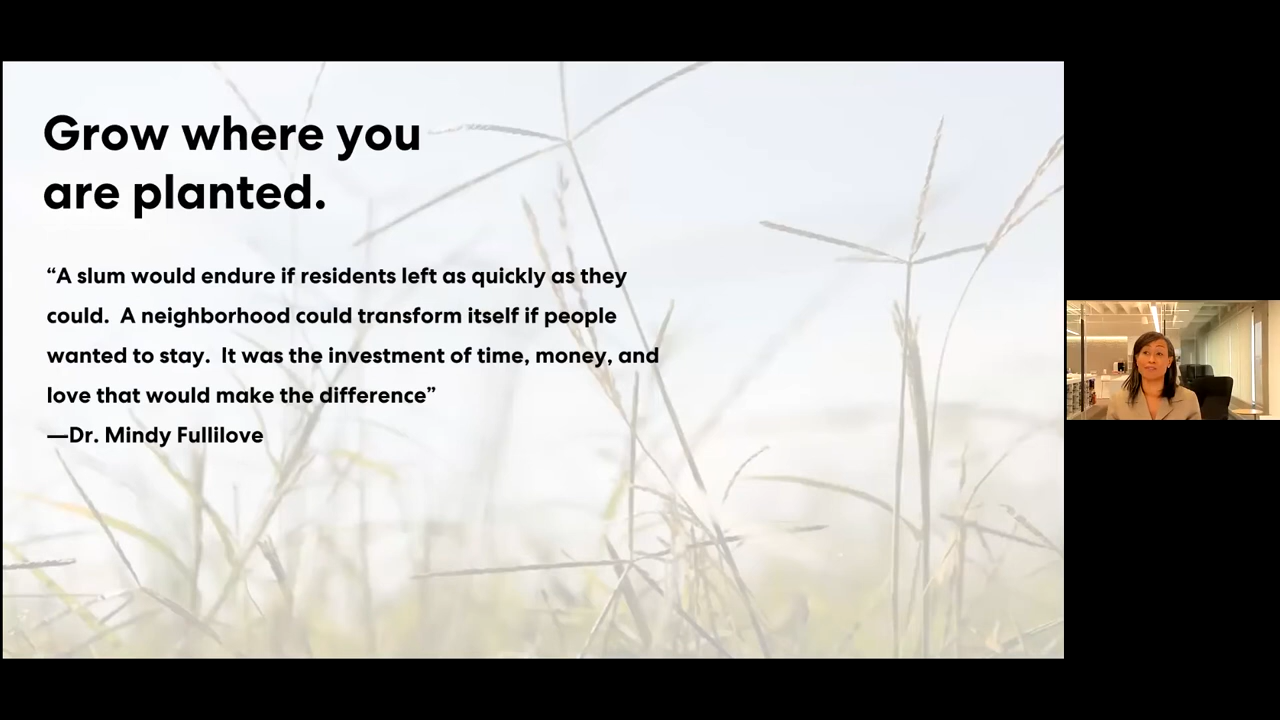 Grow where you
are planted.
“A slum would endure if residents left as quickly as they
could.  A neighborhood could transform itself if people
wanted to stay.  It was the investment of time, money, and
love that would make the difference”
—Dr. Mindy Fullilove